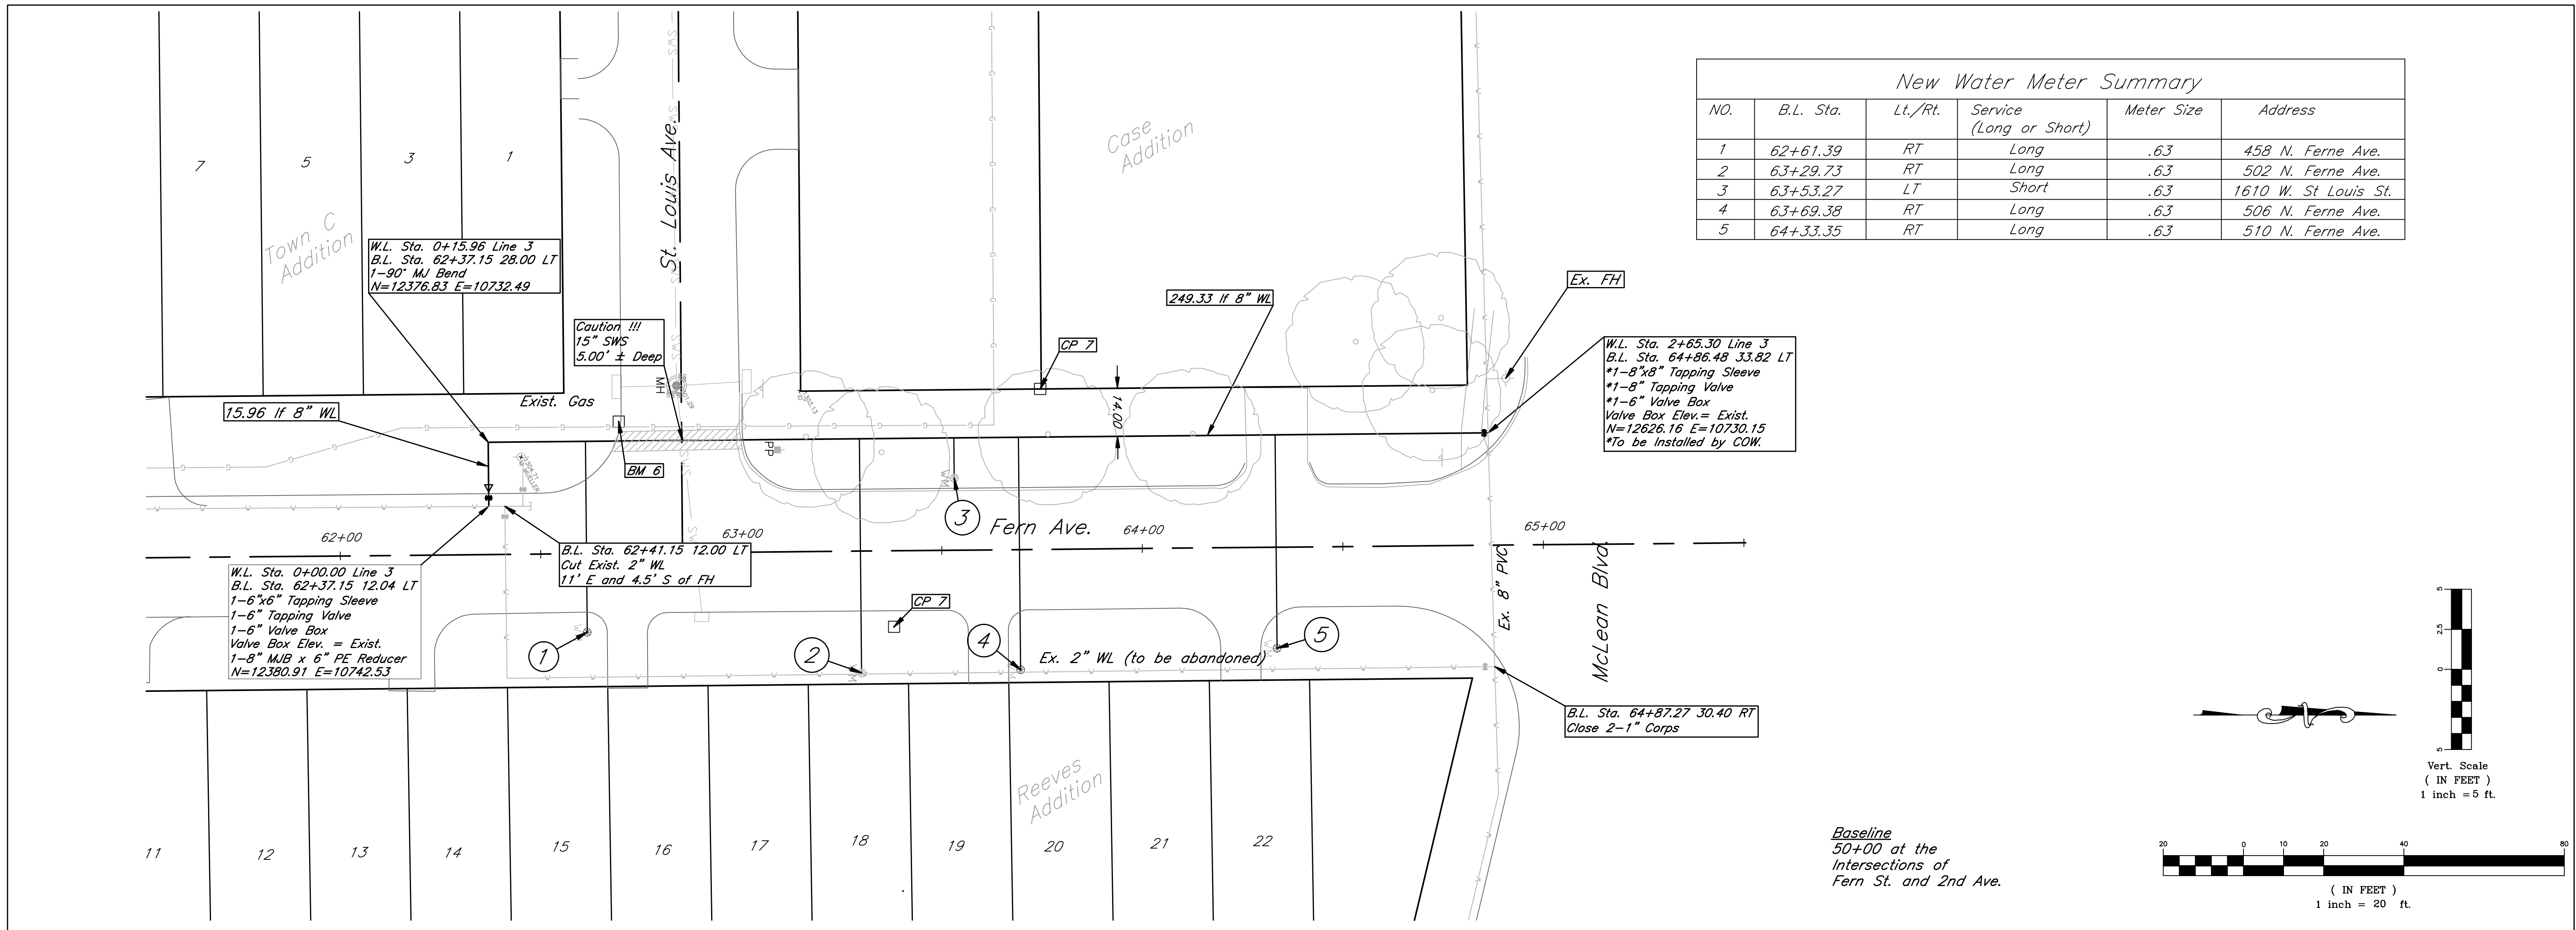 New Water Meter Summary
NO. B.L. Sta. Lt./Rt. Service (Long or Short) Meter Size Address
1 62+61.39 RT Long .63 458 N. Ferne Ave.
2 63+29.73 RT Long .63 502 N. Ferne Ave.
3 63+53.27 LT Short .63 1610 W. St Louis St.
4 63+69.38 RT Long .63 506 N. Ferne Ave.
5 64+33.35 RT Long .63 510 N. Ferne Ave.
7
5
3
1
Town C
Addition
St. Louis Ave.
SWS
SWS
SWS
SWS
SWS
Case
Addition
W.L. Sta. 0+15.96 Line 3
B.L. Sta. 62+37.15 28.00 LT
1-90° MJ Bend
N=12376.83 E=10732.49
Caution !!!
15" SWS
5.00' ± Deep
249.33 lf 8" WL
Ex. FH
CP 7
W.L. Sta. 2+65.30 Line 3
B.L. Sta. 64+86.48 33.82 LT
*1-8"x8" Tapping Sleeve
*1-8" Tapping Valve
*1-6" Valve Box
Valve Box Elev.= Exist.
N=12626.16 E=10730.15
*To be Installed by COW.
MH
1303.13
14.00
Exist. Gas
15.96 lf 8" WL
BM 6
PP
1304.71
MUELLER
WM
3
Fern Ave.
62+00
63+00
64+00
65+00
B.L. Sta. 62+41.15 12.00 LT
Cut Exist. 2" WL
11' E and 4.5' S of FH
W.L. Sta. 0+00.00 Line 3
B.L. Sta. 62+37.15 12.04 LT
1-6"x6" Tapping Sleeve
1-6" Tapping Valve
1-6" Valve Box
Valve Box Elev. = Exist.
1-8" MJB x 6" PE Reducer
N=12380.91 E=10742.53
Ex. 8" PVC
McLean Blvd.
CP 7
1
2
4
5
WM
Ex. 2" WL (to be abandoned)
B.L. Sta. 64+87.27 30.40 RT
Close 2-1" Corps
Reeves
Addition
11
12
13
14
15
16
17
18
19
20
21
22
Baseline
50+00 at the
Intersections of
Fern St. and 2nd Ave.
N
5
2.5
0
5
Vert. Scale
( IN FEET )
1 inch = 5 ft.
20 0 10 20 40 80
( IN FEET )
1 inch = 20 ft.